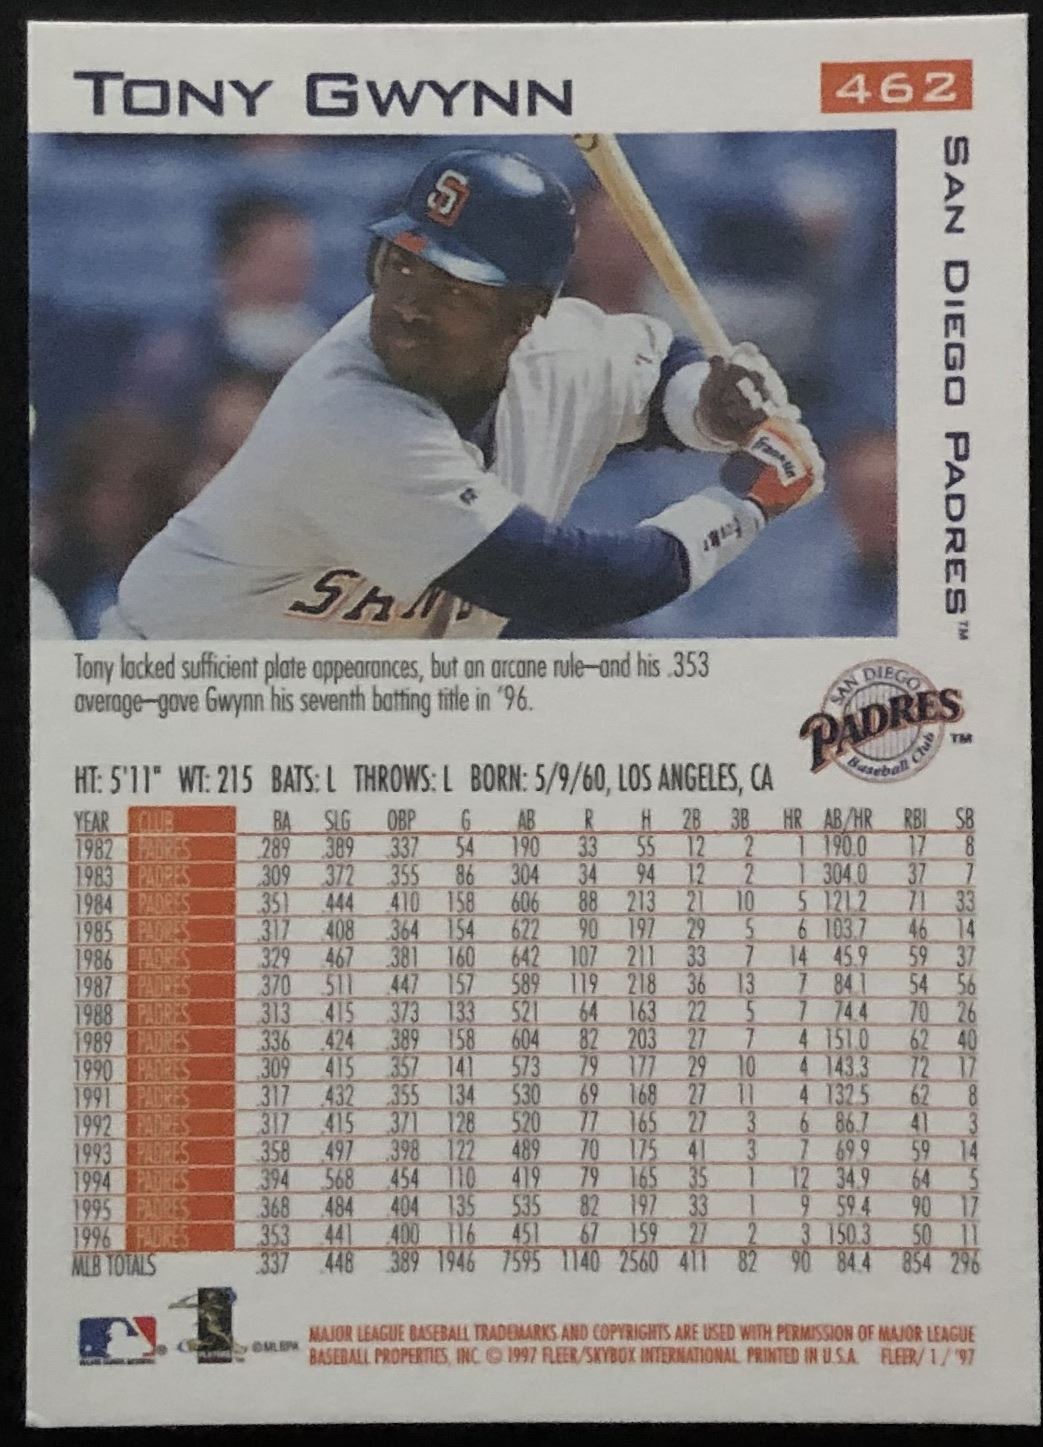 TONY GWYNN
462
SAN DIEGO PADRES™
S
Franklin
SAN
Tony lacked sufficient plate appearances, but an arcane rule—and his .353
average—gave Gwynn his seventh batting title in '96.
SAN DIEGO
PADRES™
Baseball Club
HT: 5'11" WT: 215 BATS: L THROWS: L BORN: 5/9/60, LOS ANGELES, CA
YEAR CLUB BA SLG OBP G AB R H 2B 3B HR AB/HR RBI SB
1982 PADRES .289 .389 .337 54 190 33 55 12 2 1 190.0 17 8
1983 PADRES .309 .372 .355 86 304 34 94 12 2 1 304.0 37 7
1984 PADRES .351 .444 .410 158 606 88 213 21 10 5 121.2 71 33
1985 PADRES .317 .408 .364 154 622 90 197 29 5 6 103.7 46 14
1986 PADRES .329 .467 .381 160 642 107 211 33 7 14 45.9 59 37
1987 PADRES .370 .511 .447 157 589 119 218 36 13 7 84.1 54 56
1988 PADRES .313 .415 .373 133 521 64 163 22 5 7 74.4 70 26
1989 PADRES .336 .424 .389 158 604 82 203 27 7 4 151.0 62 40
1990 PADRES .309 .415 .357 141 573 79 177 29 10 4 143.3 72 17
1991 PADRES .317 .432 .355 134 530 69 168 27 11 4 132.5 62 8
1992 PADRES .317 .415 .371 128 520 77 165 27 3 6 86.7 41 3
1993 PADRES .358 .497 .398 122 489 70 175 41 3 7 69.9 59 14
1994 PADRES .394 .568 .454 110 419 79 165 35 1 12 34.9 64 5
1995 PADRES .368 .484 .404 135 535 82 197 33 1 9 59.4 90 17
1996 PADRES .353 .441 .400 116 451 67 159 27 2 3 150.3 50 11
MLB TOTALS .337 .448 .389 1946 7595 1140 2560 411 82 90 84.4 854 296
©MLBPA
MAJOR LEAGUE BASEBALL TRADEMARKS AND COPYRIGHTS ARE USED WITH PERMISSION OF MAJOR LEAGUE
BASEBALL PROPERTIES, INC. © 1997 FLEER/SKYBOX INTERNATIONAL. PRINTED IN U.S.A. FLEER/1/'97